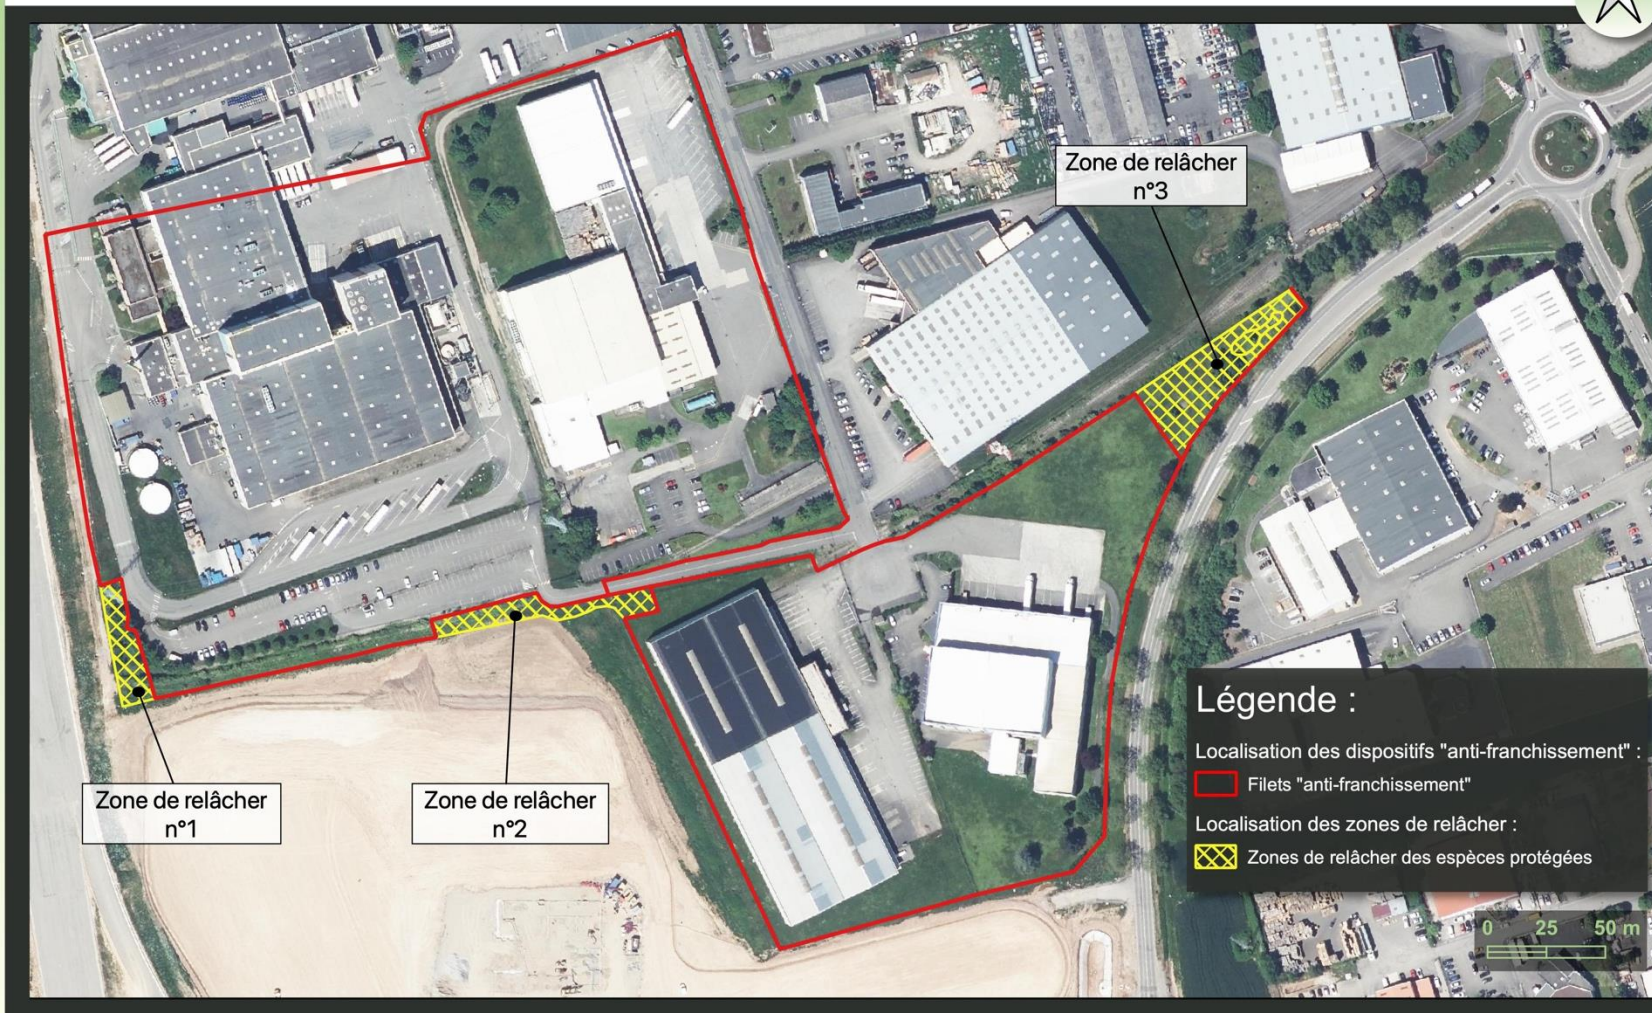 Zone de relâcher
n°3
Zone de relâcher
n°1
Zone de relâcher
n°2
Légende :
Localisation des dispositifs "anti-franchissement" :
Filets "anti-franchissement"
Localisation des zones de relâcher :
Zones de relâcher des espèces protégées
0 25 50 m